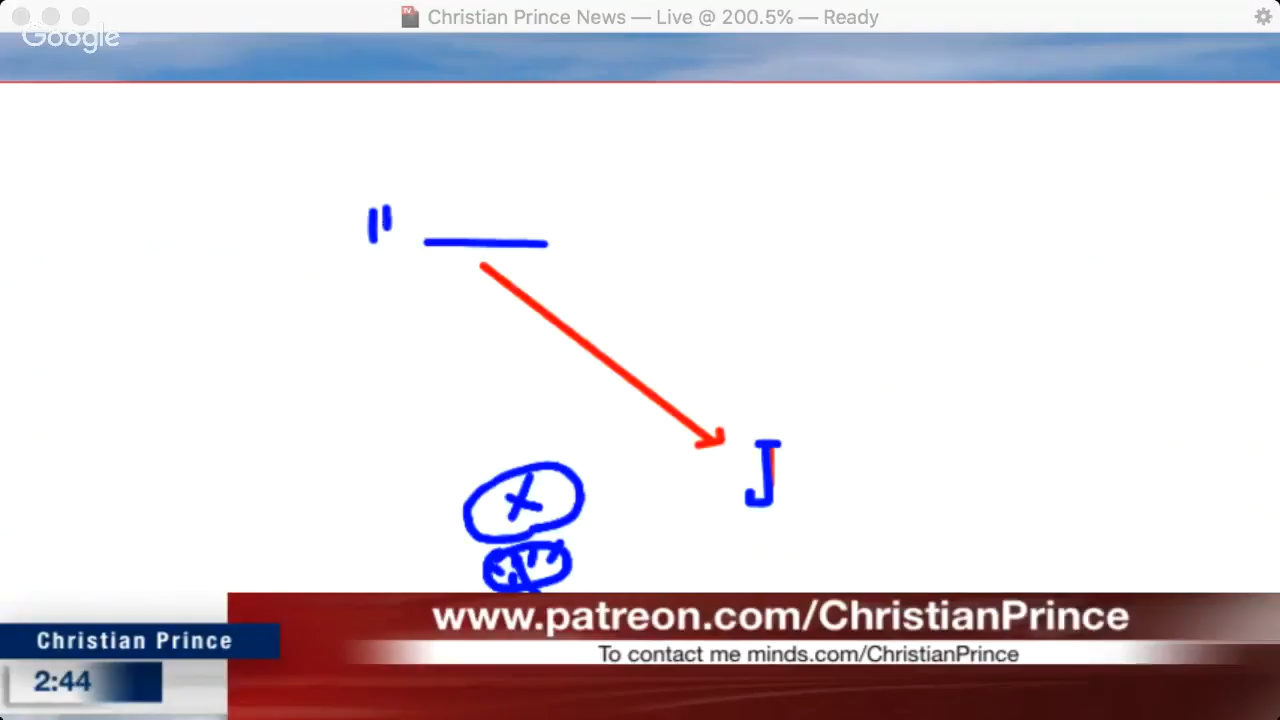 Christian Prince News — Live @ 200.5% — Ready
Google
"
J
X
www.patreon.com/ChristianPrince
To contact me minds.com/ChristianPrince
Christian Prince
2:44